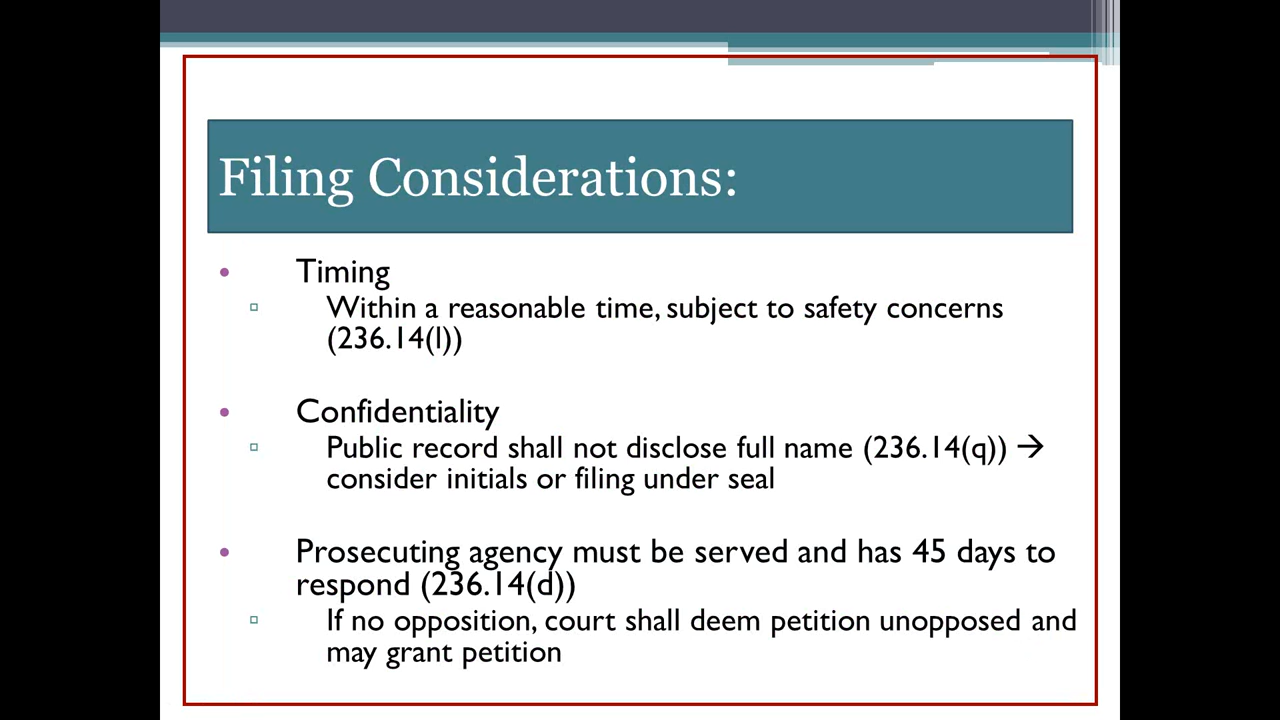 Filing Considerations:
• Timing
▫ Within a reasonable time, subject to safety concerns
(236.14(l))
• Confidentiality
▫ Public record shall not disclose full name (236.14(q)) →
consider initials or filing under seal
• Prosecuting agency must be served and has 45 days to
respond (236.14(d))
▫ If no opposition, court shall deem petition unopposed and
may grant petition